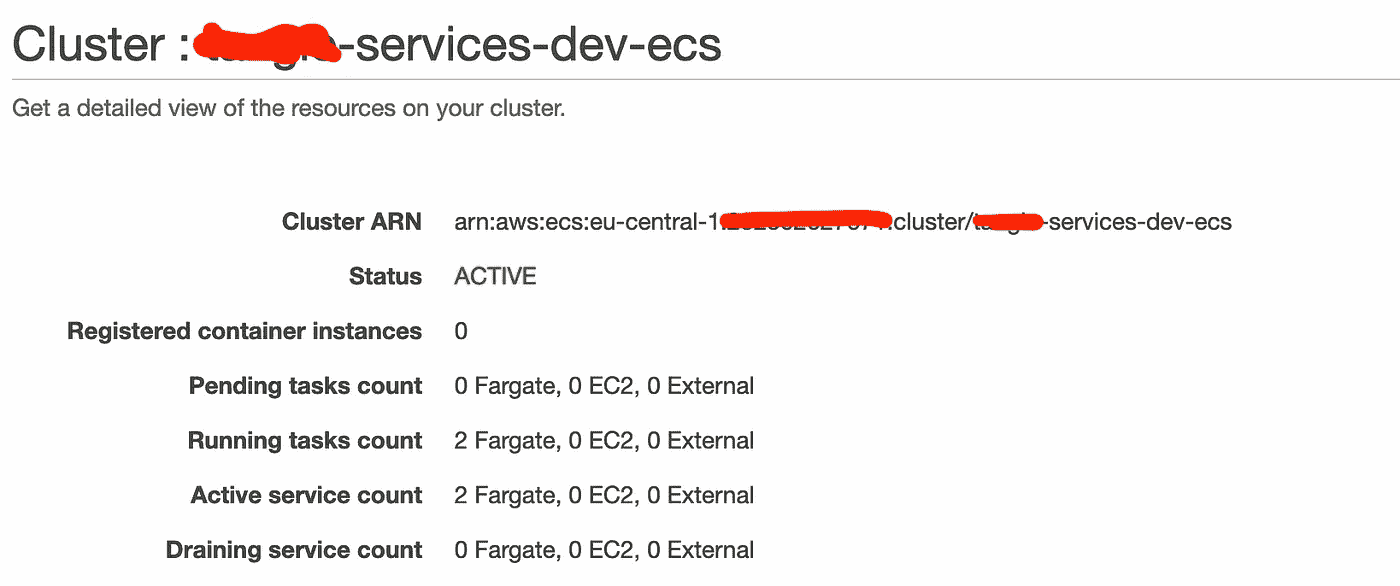 Cluster : -services-dev-ecs
Get a detailed view of the resources on your cluster.
Cluster ARN arn:aws:ecs:eu-central-1 :cluster/ -services-dev-ecs
Status ACTIVE
Registered container instances 0
Pending tasks count 0 Fargate, 0 EC2, 0 External
Running tasks count 2 Fargate, 0 EC2, 0 External
Active service count 2 Fargate, 0 EC2, 0 External
Draining service count 0 Fargate, 0 EC2, 0 External